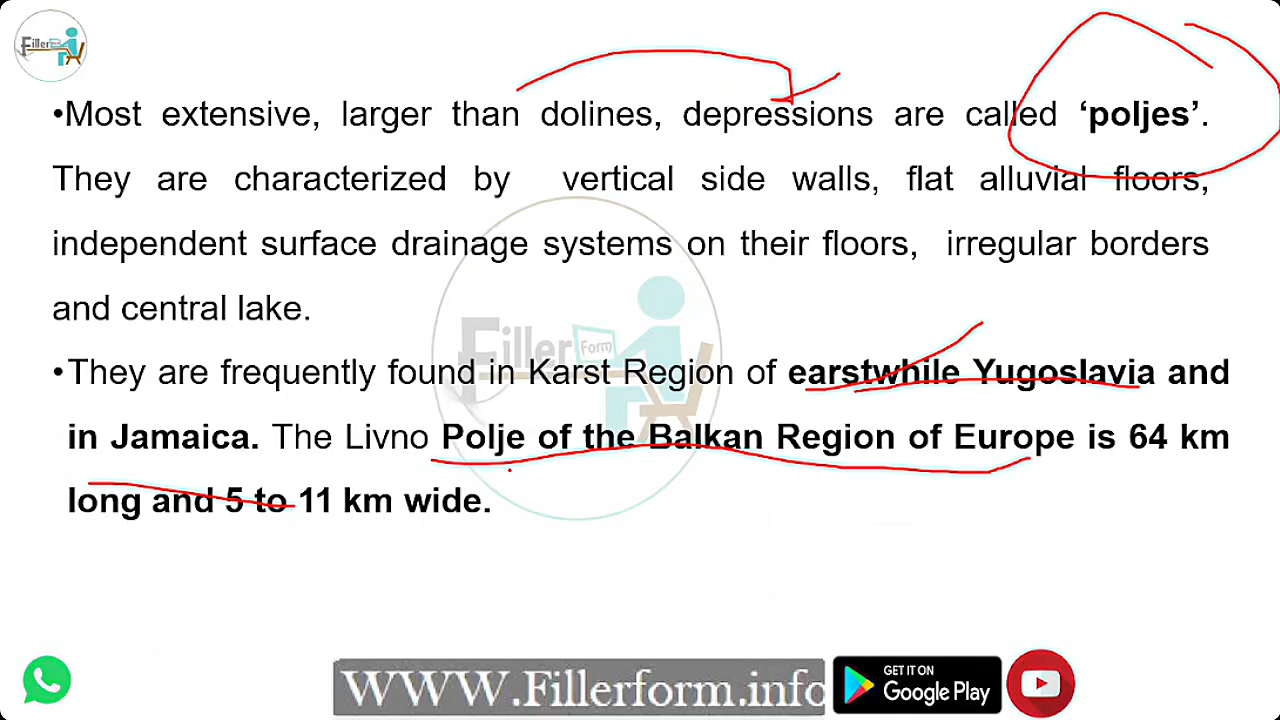 Filler Form
•Most extensive, larger than dolines, depressions are called ‘poljes’.
They are characterized by vertical side walls, flat alluvial floors,
independent surface drainage systems on their floors, irregular borders
and central lake.
Filler Form
•They are frequently found in Karst Region of earstwhile Yugoslavia and
in Jamaica. The Livno Polje of the Balkan Region of Europe is 64 km
long and 5 to 11 km wide.
WWW.Fillerform.info
GET IT ON
Google Play